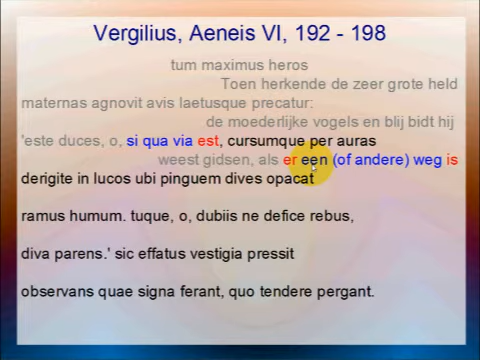 Vergilius, Aeneis VI, 192 - 198
tum maximus heros
Toen herkende de zeer grote held
maternas agnovit avis laetusque precatur:
de moederlijke vogels en blij bidt hij
'este duces, o, si qua via est, cursumque per auras
weest gidsen, als er een (of andere) weg is
derigite in lucos ubi pinguem dives opacat
ramus humum. tuque, o, dubiis ne defice rebus,
diva parens.' sic effatus vestigia pressit
observans quae signa ferant, quo tendere pergant.